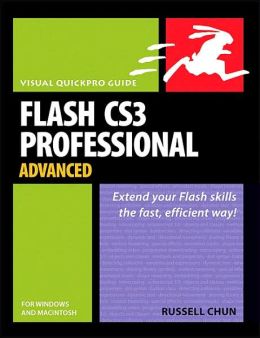 VISUAL QUICKPRO GUIDE
FLASH CS3
PROFESSIONAL
ADVANCED
Extend your Flash skills
the fast, efficient way!
FOR WINDOWS
AND MACINTOSH
RUSSELL CHUN